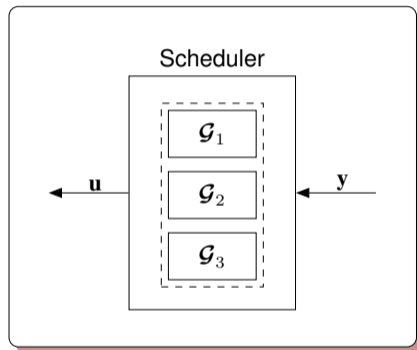 Scheduler
𝓖₁
u
𝓖₂
y
𝓖₃